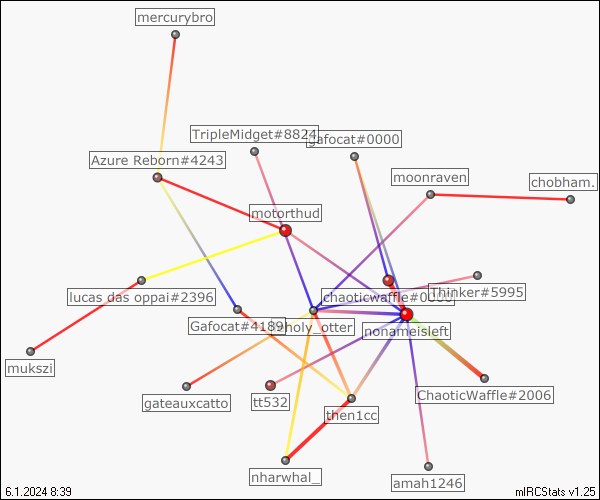 mercurybro
TripleMidget#8824
gafocat#0000
Azure Reborn#4243
moonraven
chobham.
motorthud
lucas das oppai#2396
chaoticwaffle#0000
Thinker#5995
Gafocat#4189
holy_otter
nonameisleft
mukszi
gateauxcatto
tt532
ChaoticWaffle#2006
then1cc
nharwhal_
amah1246
6.1.2024 8:39
mIRCStats v1.25